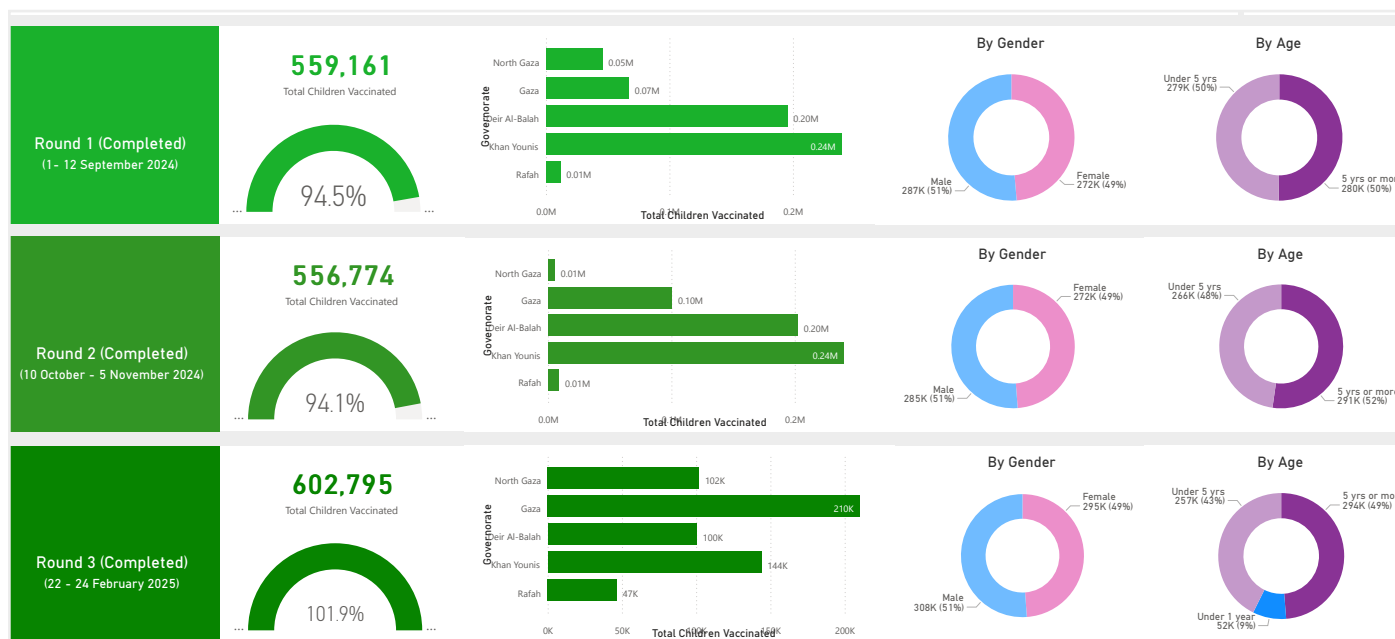 Round 1 (Completed)
(1- 12 September 2024)
559,161
Total Children Vaccinated
94.5%
...
...
Governorate
North Gaza
0.05M
Gaza
0.07M
Deir Al-Balah
0.20M
Khan Younis
0.24M
Rafah
0.01M
0.0M
0.1M
0.2M
Total Children Vaccinated
By Gender
Male
287K (51%)
Female
272K (49%)
By Age
Under 5 yrs
279K (50%)
5 yrs or more
280K (50%)
Round 2 (Completed)
(10 October - 5 November 2024)
556,774
Total Children Vaccinated
94.1%
...
...
Governorate
North Gaza
0.01M
Gaza
0.10M
Deir Al-Balah
0.20M
Khan Younis
0.24M
Rafah
0.01M
0.0M
0.1M
0.2M
Total Children Vaccinated
By Gender
Female
272K (49%)
Male
285K (51%)
By Age
Under 5 yrs
266K (48%)
5 yrs or more
291K (52%)
Round 3 (Completed)
(22 - 24 February 2025)
602,795
Total Children Vaccinated
101.9%
...
...
Governorate
North Gaza
102K
Gaza
210K
Deir Al-Balah
100K
Khan Younis
144K
Rafah
47K
0K
50K
100K
150K
200K
Total Children Vaccinated
By Gender
Female
295K (49%)
Male
308K (51%)
By Age
Under 5 yrs
257K (43%)
5 yrs or mo
294K (49%)
Under 1 year
52K (9%)